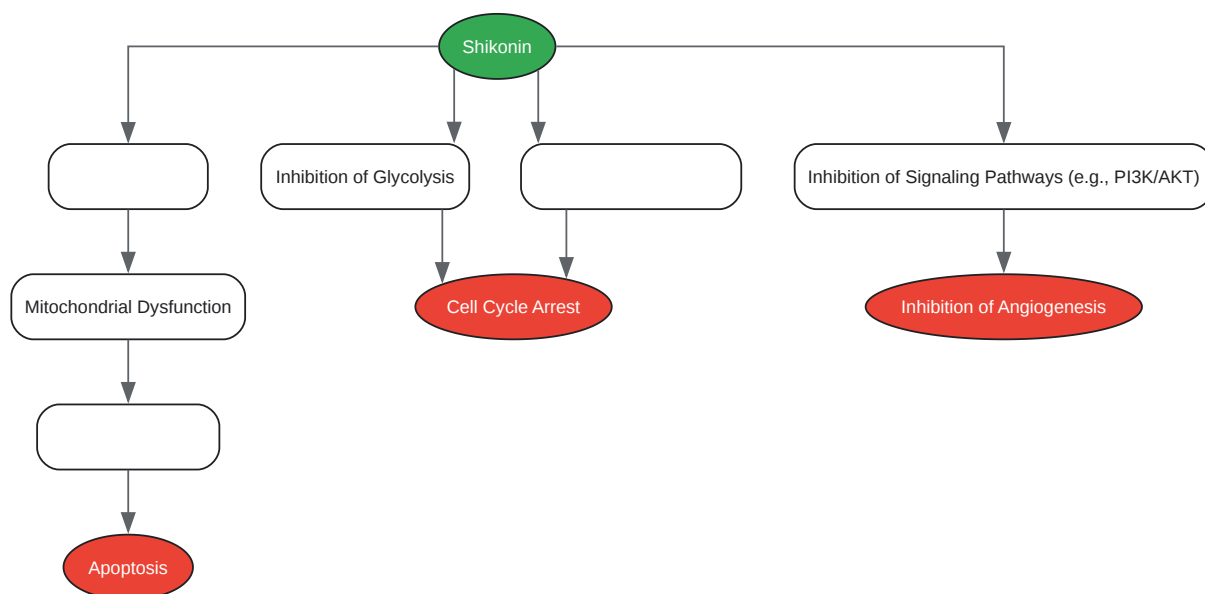 Shikonin
Inhibition of Glycolysis
Inhibition of Signaling Pathways (e.g., PI3K/AKT)
Mitochondrial Dysfunction
Cell Cycle Arrest
Inhibition of Angiogenesis
Apoptosis